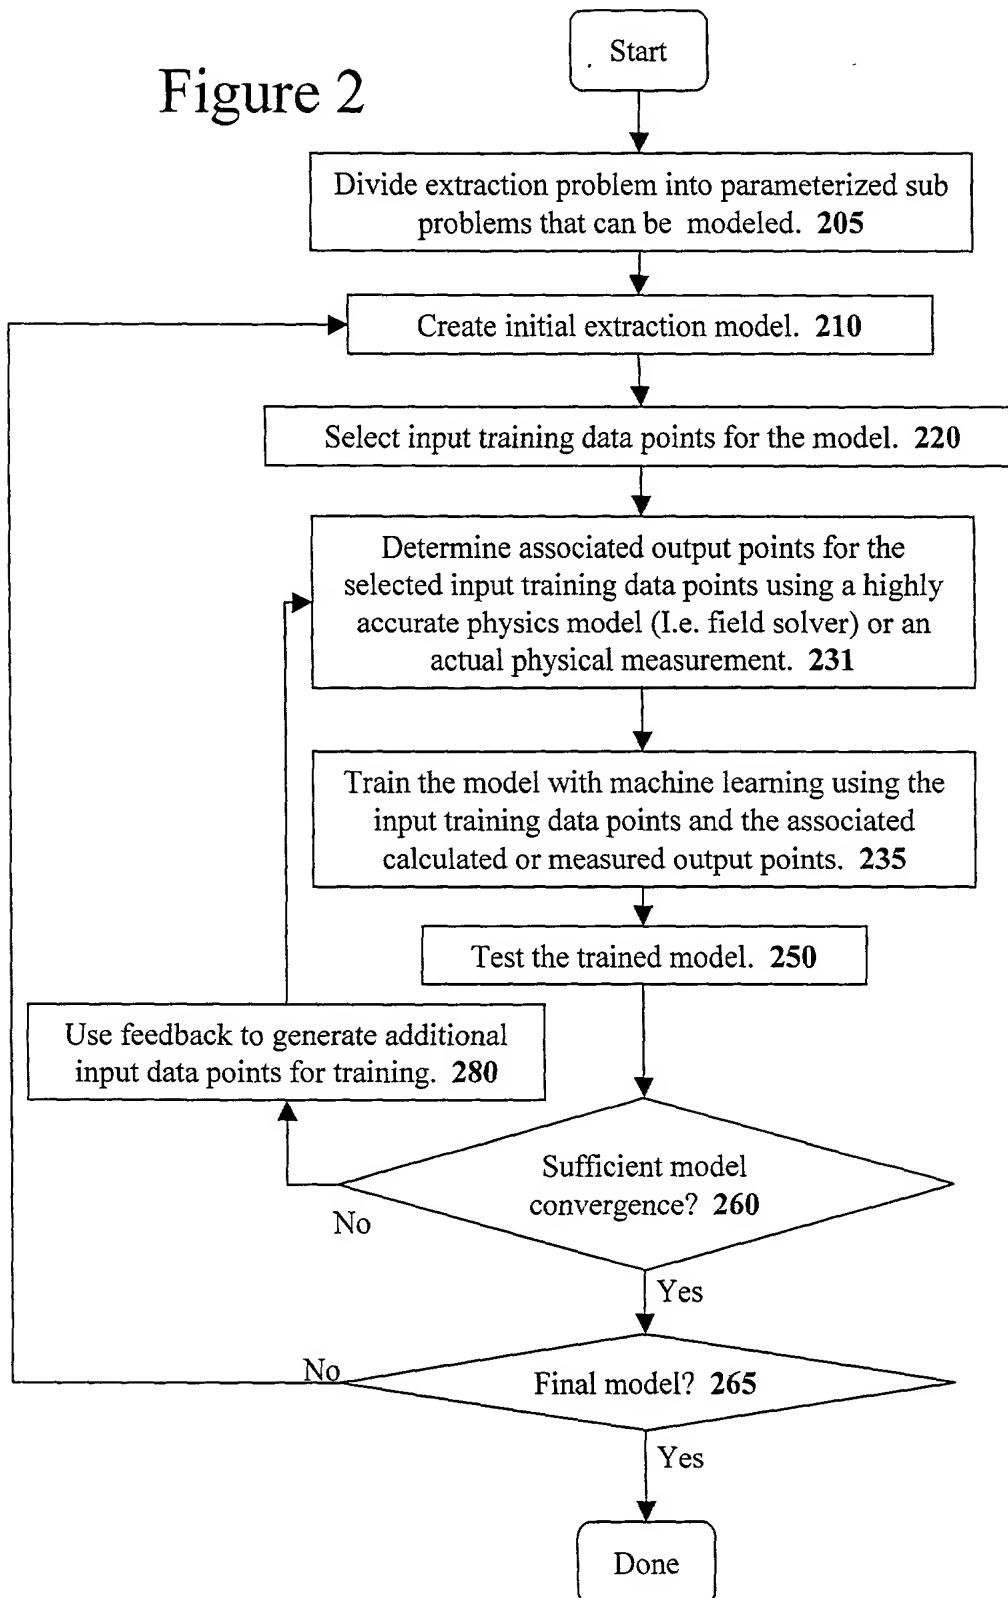 Start
Figure 2
Divide extraction problem into parameterized sub
problems that can be modeled. 205
Create initial extraction model. 210
Select input training data points for the model. 220
Determine associated output points for the
selected input training data points using a highly
accurate physics model (I.e. field solver) or an
actual physical measurement. 231
Train the model with machine learning using the
input training data points and the associated
calculated or measured output points. 235
Test the trained model. 250
Use feedback to generate additional
input data points for training. 280
Sufficient model
convergence? 260
No
Yes
No
Final model? 265
Yes
Done